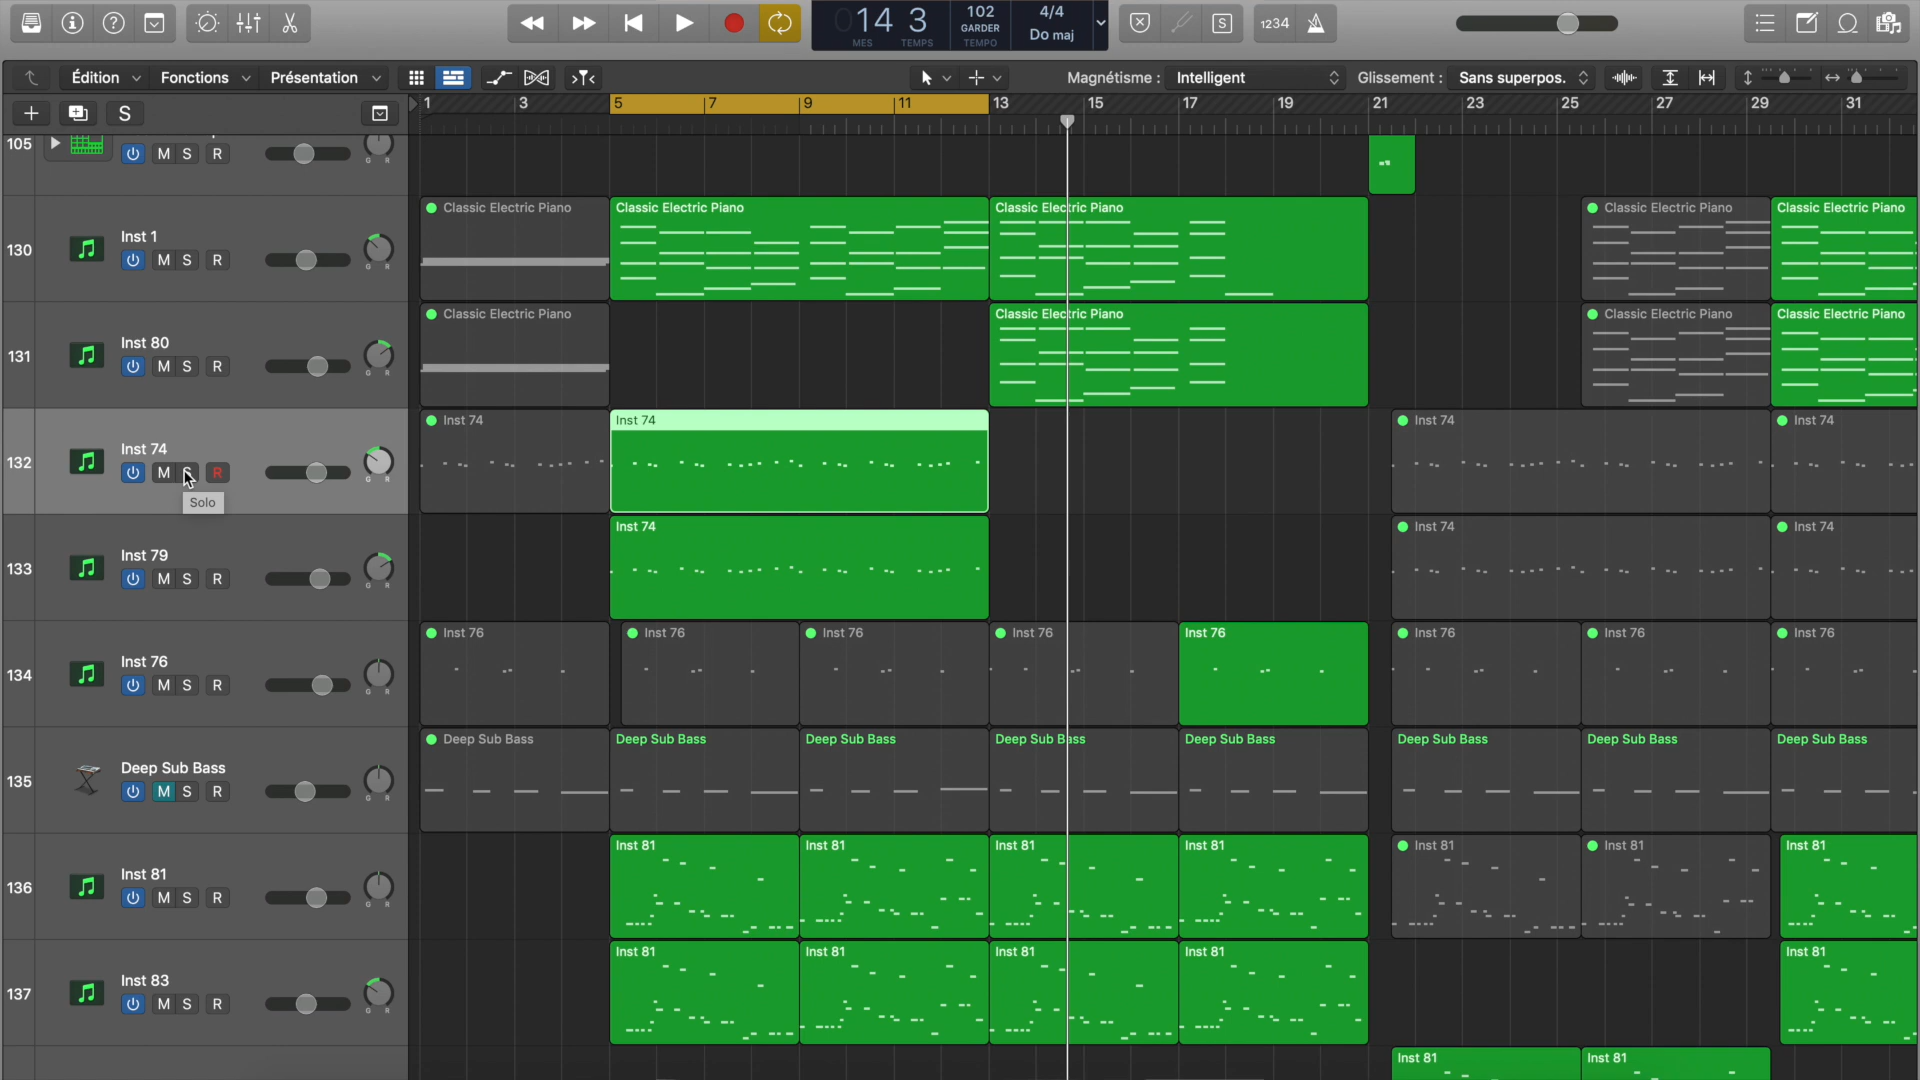 14 3
MES TEMPS
102
GARDER
TEMPO
4/4
Do maj
S
1234
Édition Fonctions Présentation
Magnétisme : Intelligent
Glissement : Sans superpos.
S
1 3 5 7 9 11 13 15 17 19 21 23 25 27 29 31
105
M S R
G R
130
Inst 1
M S R
G R
Classic Electric Piano Classic Electric Piano Classic Electric Piano Classic Electric Piano Classic Electric Piano
131
Inst 80
M S R
G R
Classic Electric Piano Classic Electric Piano Classic Electric Piano Classic Electric Piano
132
Inst 74
M S R
G R
Solo
Inst 74 Inst 74 Inst 74 Inst 74
133
Inst 79
M S R
G R
Inst 74 Inst 74 Inst 74
134
Inst 76
M S R
G R
Inst 76 Inst 76 Inst 76 Inst 76 Inst 76 Inst 76 Inst 76 Inst 76
135
Deep Sub Bass
M S R
G R
Deep Sub Bass Deep Sub Bass Deep Sub Bass Deep Sub Bass Deep Sub Bass Deep Sub Bass Deep Sub Bass Deep Sub Bass
136
Inst 81
M S R
G R
Inst 81 Inst 81 Inst 81 Inst 81 Inst 81 Inst 81 Inst 81
137
Inst 83
M S R
G R
Inst 81 Inst 81 Inst 81 Inst 81 Inst 81
Inst 81 Inst 81